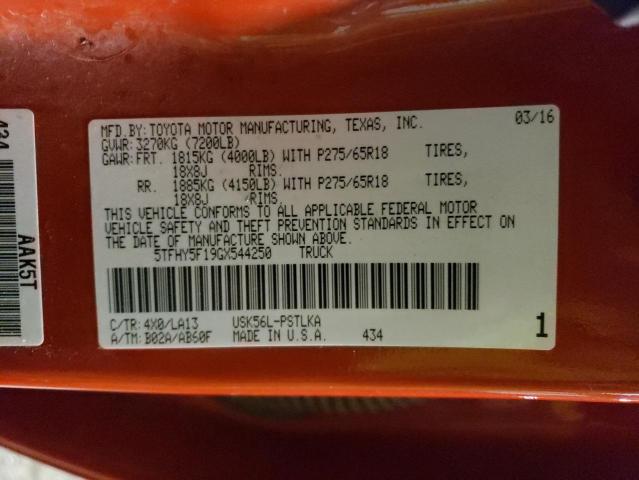 MFD.BY:TOYOTA MOTOR MANUFACTURING, TEXAS, INC. 03/16
GVWR:3270KG (7200LB)
GAWR:FRT. 1815KG (4000LB) WITH P275/65R18 TIRES,
18X8J RIMS.
RR. 1885KG (4150LB) WITH P275/65R18 TIRES,
18X8J RIMS.
THIS VEHICLE CONFORMS TO ALL APPLICABLE FEDERAL MOTOR
VEHICLE SAFETY AND THEFT PREVENTION STANDARDS IN EFFECT ON
THE DATE OF MANUFACTURE SHOWN ABOVE.
5TFHY5F19GX544250 TRUCK
C/TR:4X0/LA13 USK56L-PSTLKA
A/TM:B02A/AB60F MADE IN U.S.A. 434 1
434
AAK5T